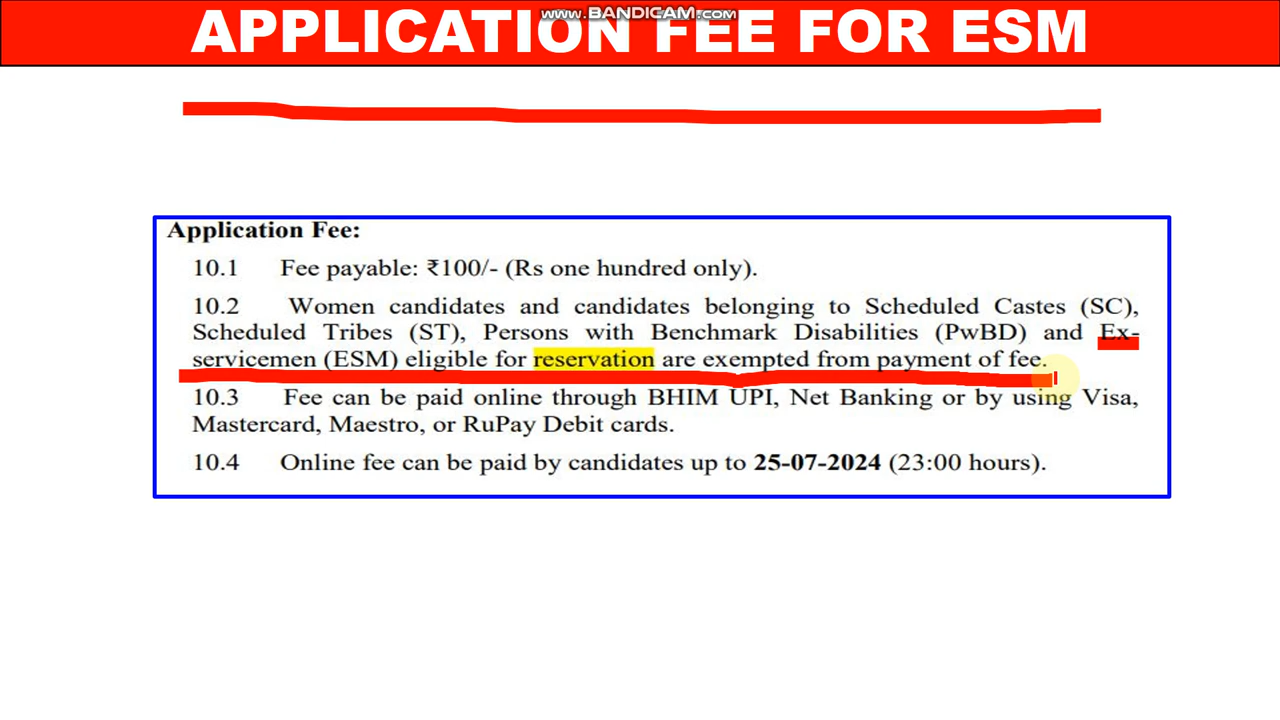 www.BANDICAM.com
APPLICATION FEE FOR ESM
Application Fee:
10.1 Fee payable: ₹100/- (Rs one hundred only).
10.2 Women candidates and candidates belonging to Scheduled Castes (SC),
Scheduled Tribes (ST), Persons with Benchmark Disabilities (PwBD) and Ex-
servicemen (ESM) eligible for reservation are exempted from payment of fee.
10.3 Fee can be paid online through BHIM UPI, Net Banking or by using Visa,
Mastercard, Maestro, or RuPay Debit cards.
10.4 Online fee can be paid by candidates up to 25-07-2024 (23:00 hours).